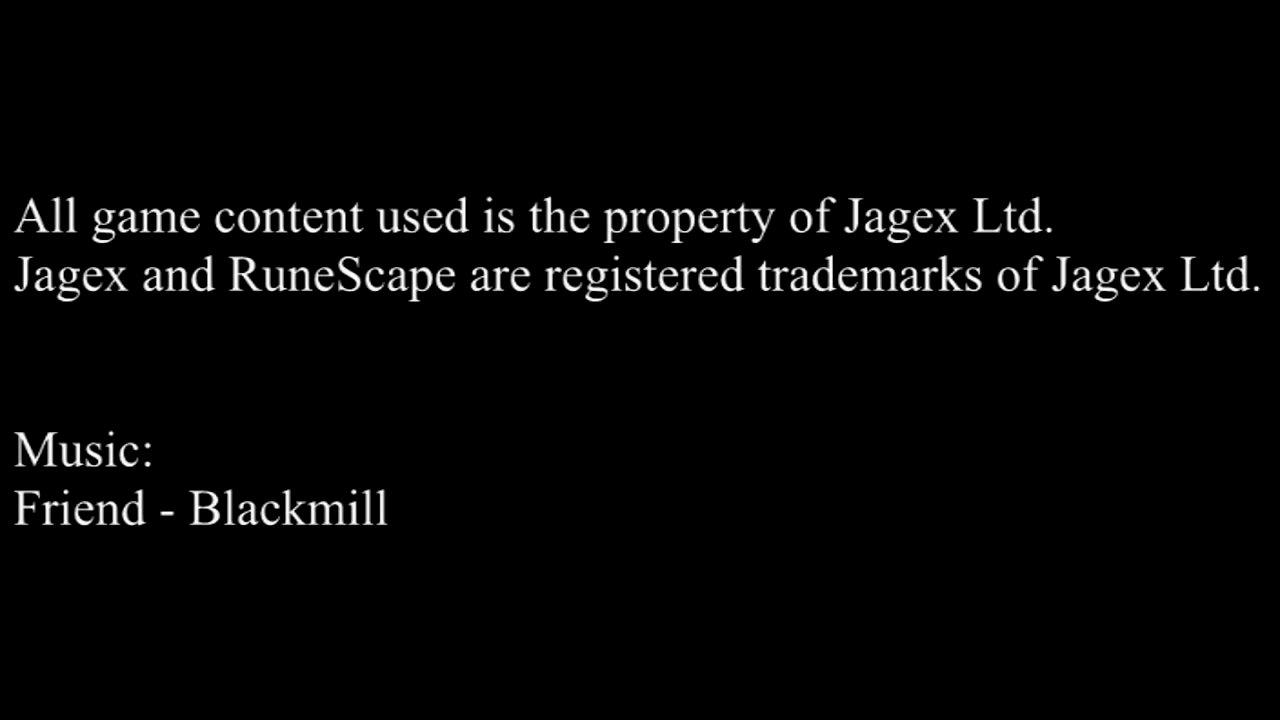 All game content used is the property of Jagex Ltd.
Jagex and RuneScape are registered trademarks of Jagex Ltd.
Music:
Friend - Blackmill